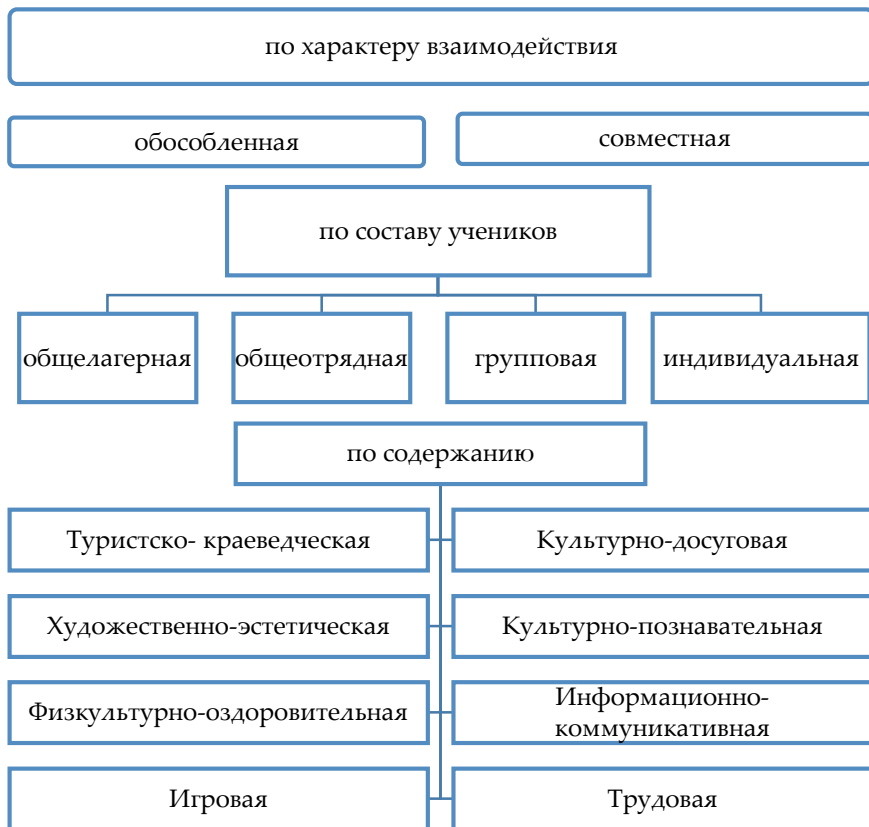 по характеру взаимодействия
обособленная
совместная
по составу учеников
общелагерная
общеотрядная
групповая
индивидуальная
по содержанию
Туристско- краеведческая
Культурно-досуговая
Художественно-эстетическая
Культурно-познавательная
Физкультурно-оздоровительная
Информационно-
коммуникативная
Игровая
Трудовая